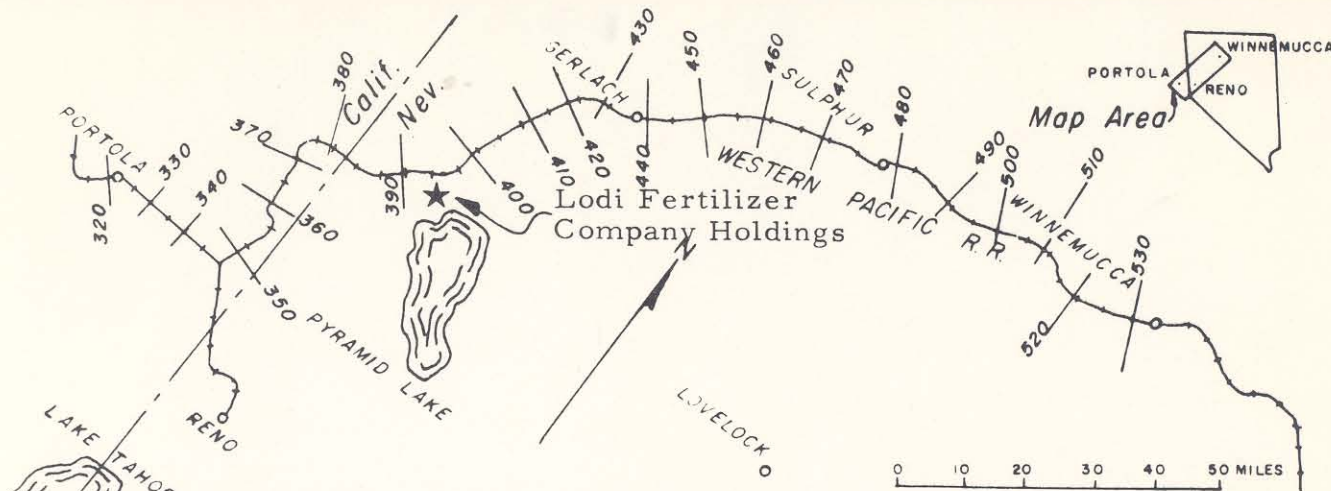 PORTOLA
320
330
340
350
360
370
380
Calif.
Nev.
390
400
410
420
430
GERLACH
440
450
460
SULPHUR
470
480
490
500
WINNEMUCCA
510
520
530
WESTERN
PACIFIC R.R.
Lodi Fertilizer
Company Holdings
N
PYRAMID LAKE
RENO
LAKE
LOVELOCK
0 10 20 30 40 50 MILES
WINNEMUCCA
PORTOLA
RENO
Map Area